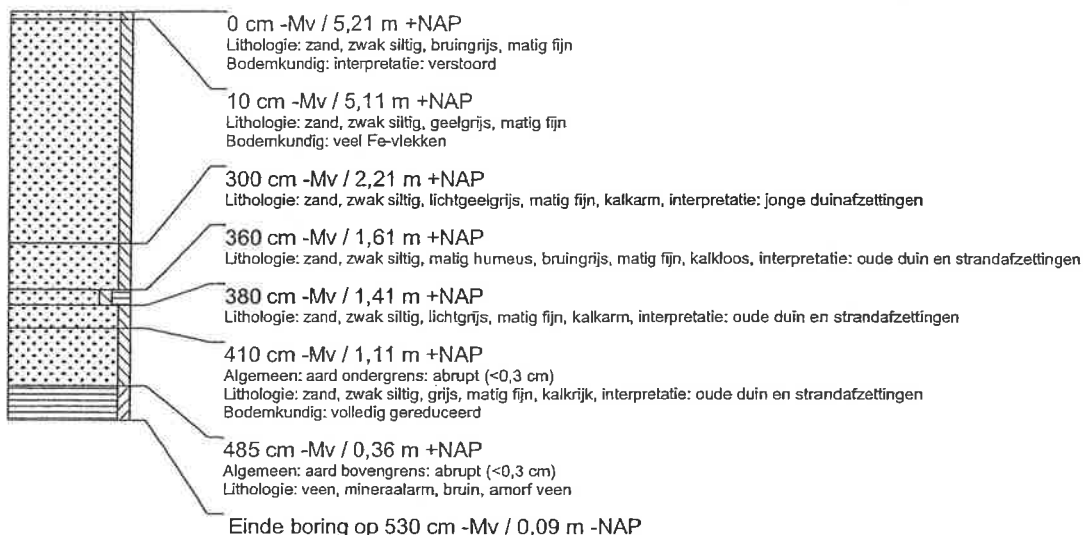 0 cm -Mv / 5,21 m +NAP
Lithologie: zand, zwak siltig, bruingrijs, matig fijn
Bodemkundig: interpretatie: verstoord
10 cm -Mv / 5,11 m +NAP
Lithologie: zand, zwak siltig, geelgrijs, matig fijn
Bodemkundig: veel Fe-vlekken
300 cm -Mv / 2,21 m +NAP
Lithologie: zand, zwak siltig, lichtgeelgrijs, matig fijn, kalkarm, interpretatie: jonge duinafzettingen
360 cm -Mv / 1,61 m +NAP
Lithologie: zand, zwak siltig, matig humeus, bruingrijs, matig fijn, kalkloos, interpretatie: oude duin en strandafzettingen
380 cm -Mv / 1,41 m +NAP
Lithologie: zand, zwak siltig, lichtgrijs, matig fijn, kalkarm, interpretatie: oude duin en strandafzettingen
410 cm -Mv / 1,11 m +NAP
Algemeen: aard ondergrens: abrupt (<0,3 cm)
Lithologie: zand, zwak siltig, grijs, matig fijn, kalkrijk, interpretatie: oude duin en strandafzettingen
Bodemkundig: volledig gereduceerd
485 cm -Mv / 0,36 m +NAP
Algemeen: aard bovengrens: abrupt (<0,3 cm)
Lithologie: veen, mineraalarm, bruin, amorf veen
Einde boring op 530 cm -Mv / 0,09 m -NAP